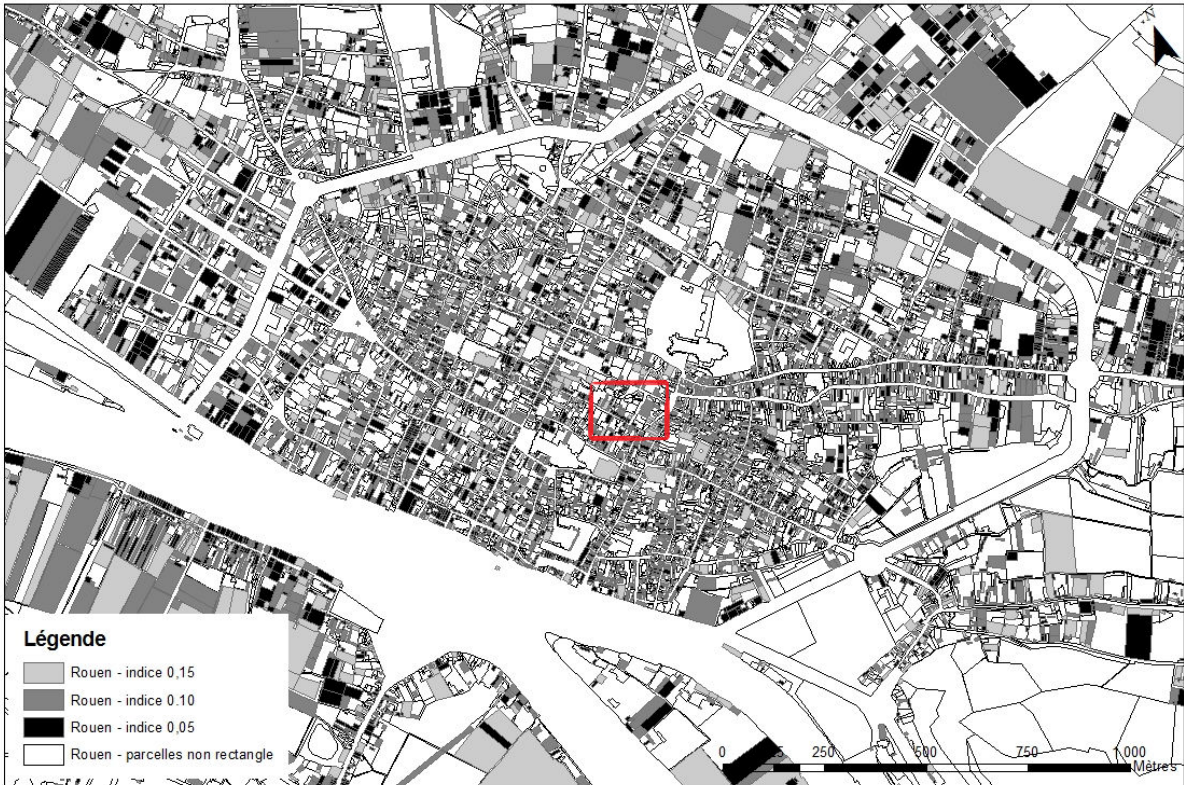 N
Légende
Rouen - indice 0,15
Rouen - indice 0.10
Rouen - indice 0,05
Rouen - parcelles non rectangle
0 250 500 750 1 000
Mètres